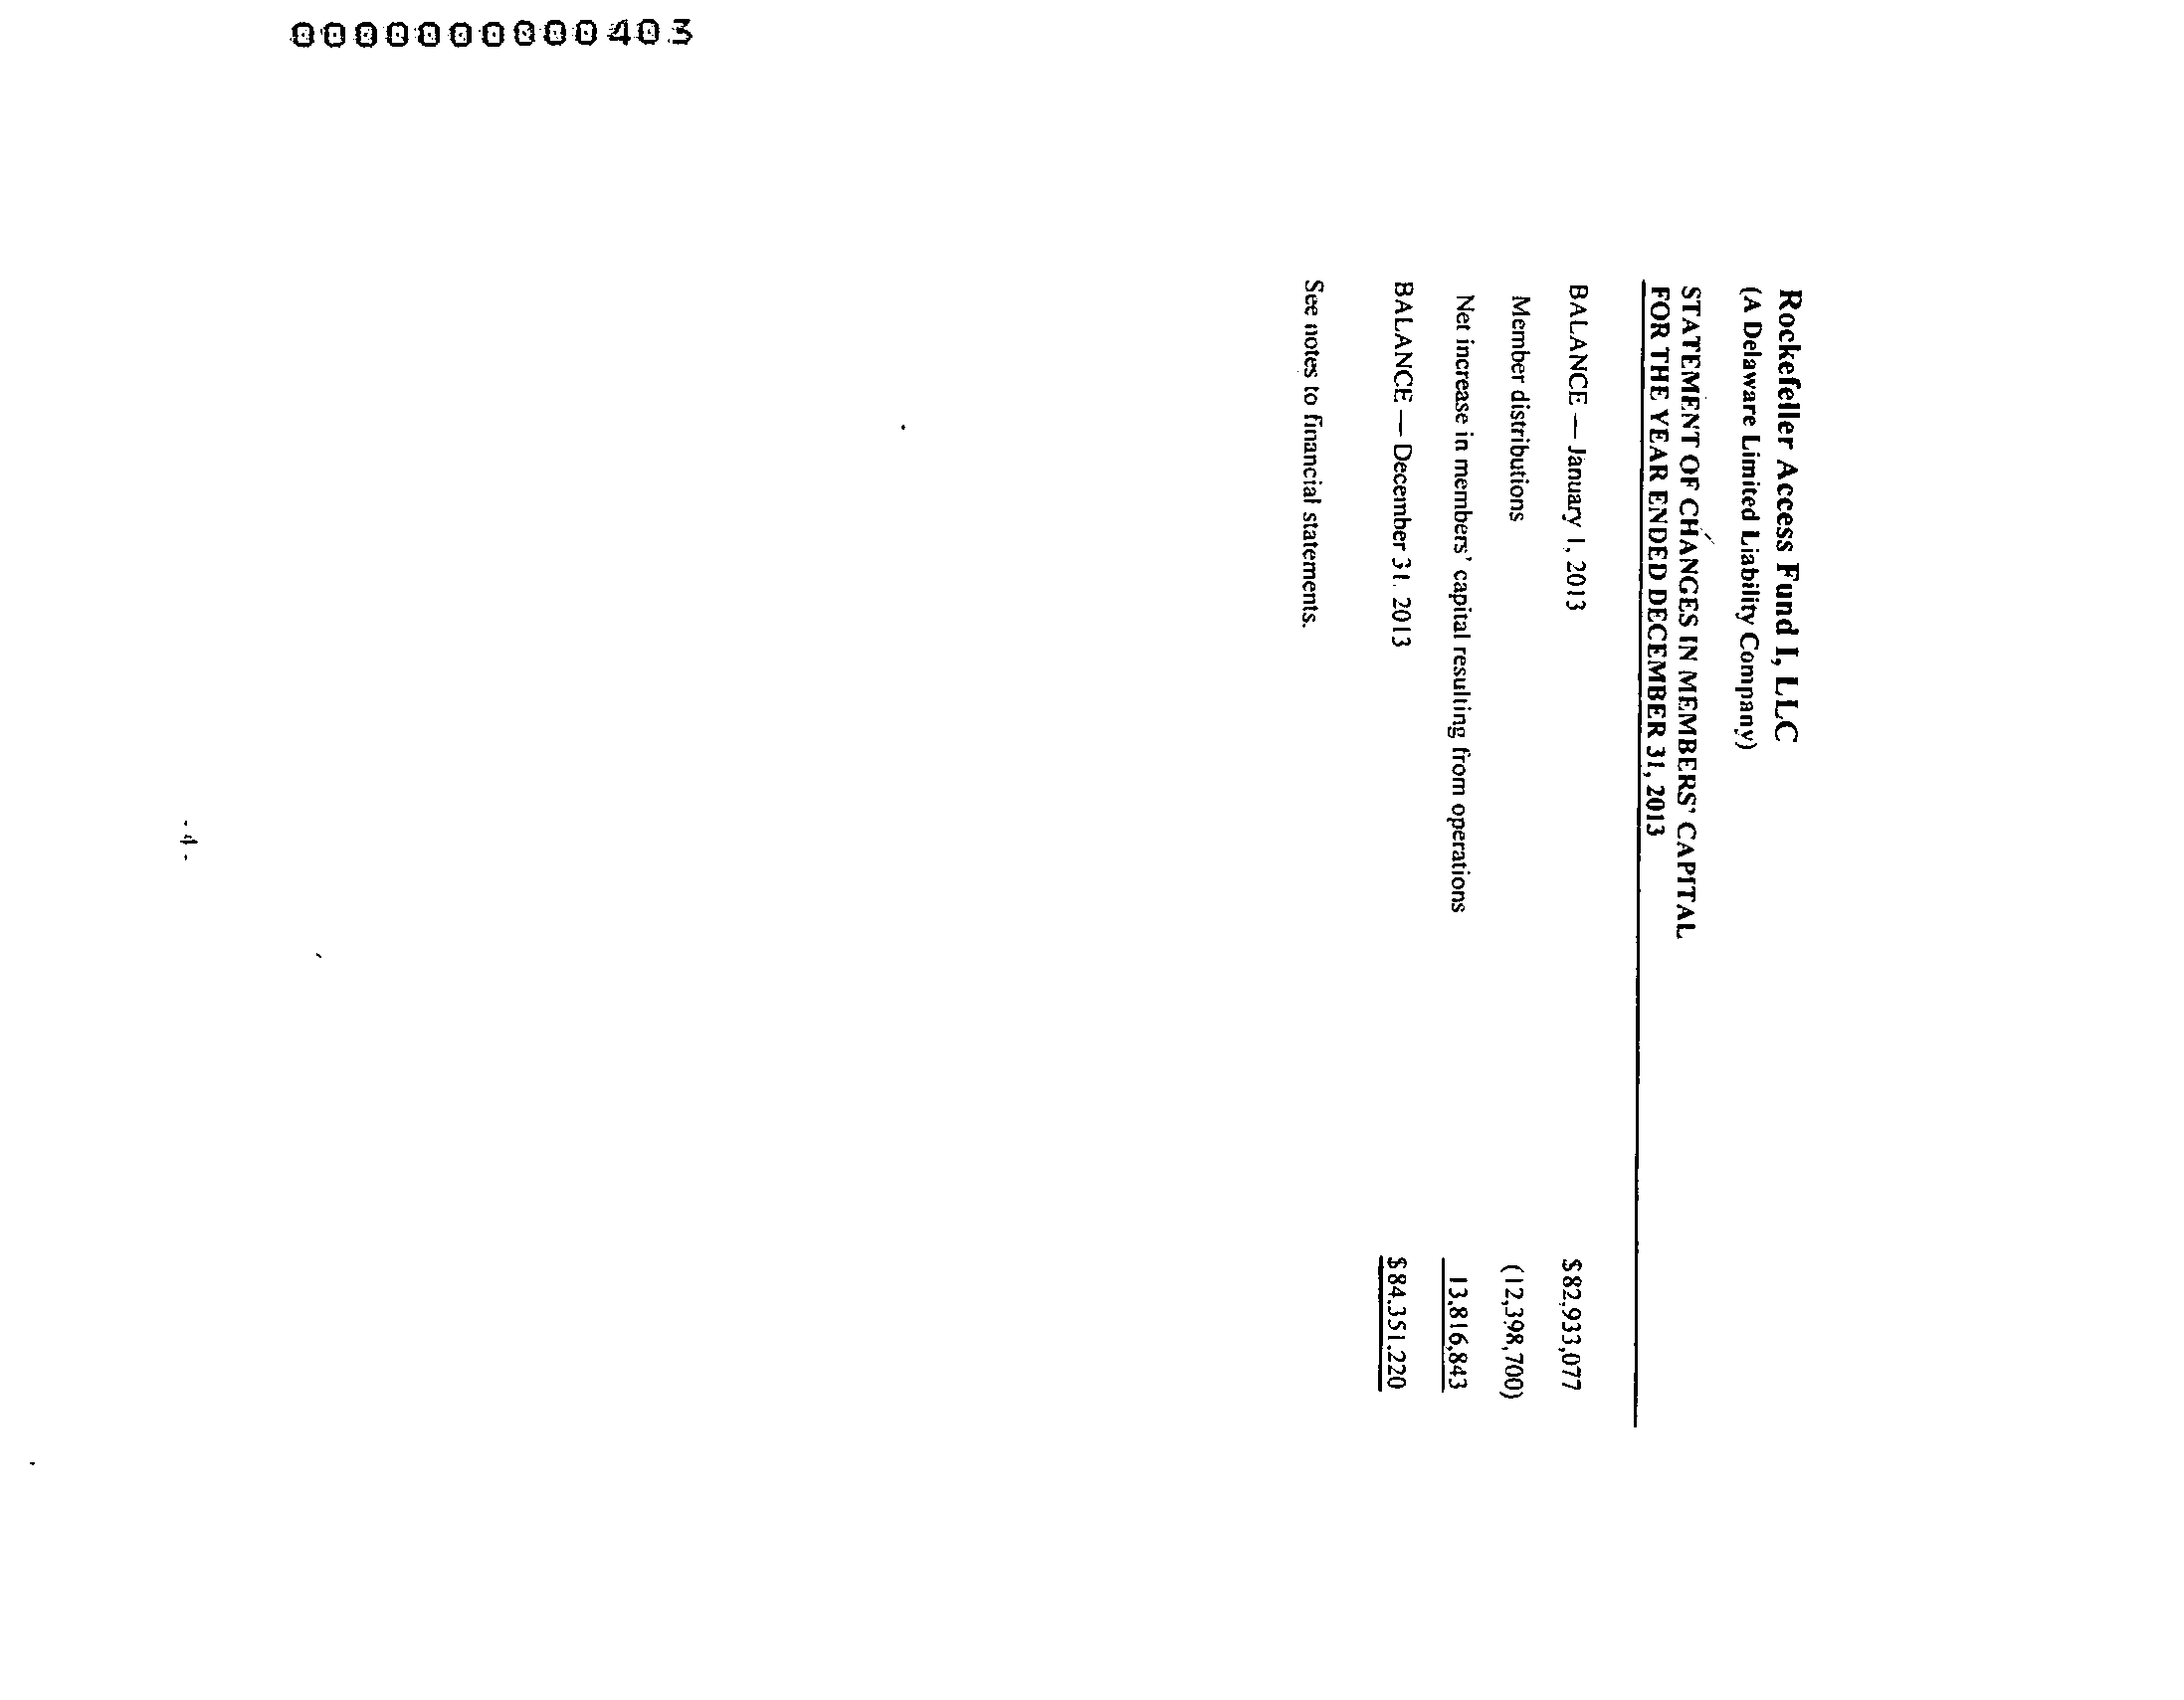 0000000000403
Rockefeller Access Fund I, LLC
(A Delaware Limited Liability Company)
STATEMENT OF CHANGES IN MEMBERS' CAPITAL
FOR THE YEAR ENDED DECEMBER 31, 2013
BALANCE — January 1, 2013 $82,933,077
Member distributions (12,398,700)
Net increase in members' capital resulting from operations 13,816,843
BALANCE — December 31, 2013 $84,351,220
See notes to financial statements.
- 4 -